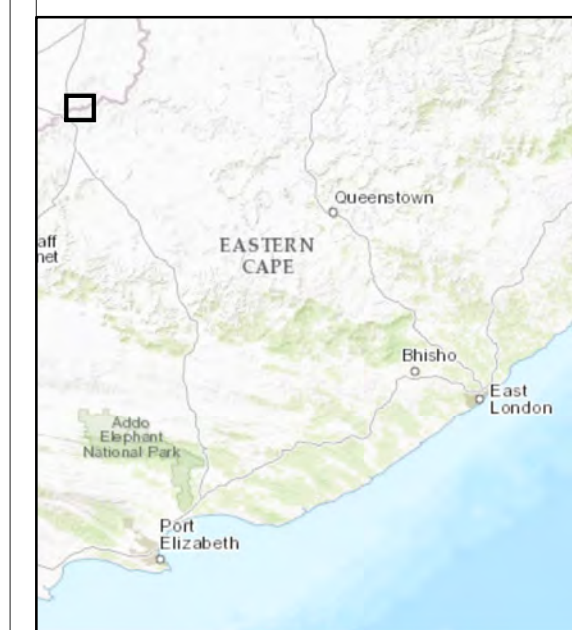 Queenstown
EASTERN
CAPE
aff
net
Bhisho
East
London
Addo
Elephant
National Park
Port
Elizabeth